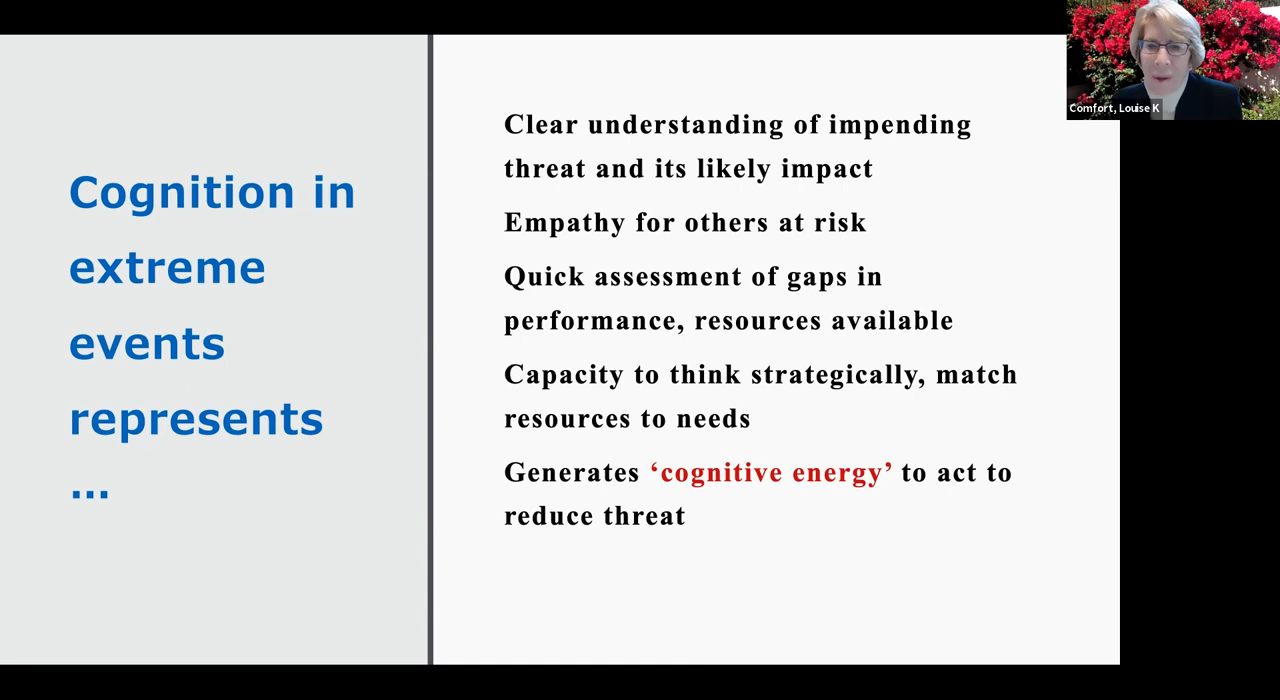 Cognition in
extreme
events
represents
…
Clear understanding of impending
threat and its likely impact
Empathy for others at risk
Quick assessment of gaps in
performance, resources available
Capacity to think strategically, match
resources to needs
Generates ‘cognitive energy’ to act to
reduce threat
Comfort, Louise K